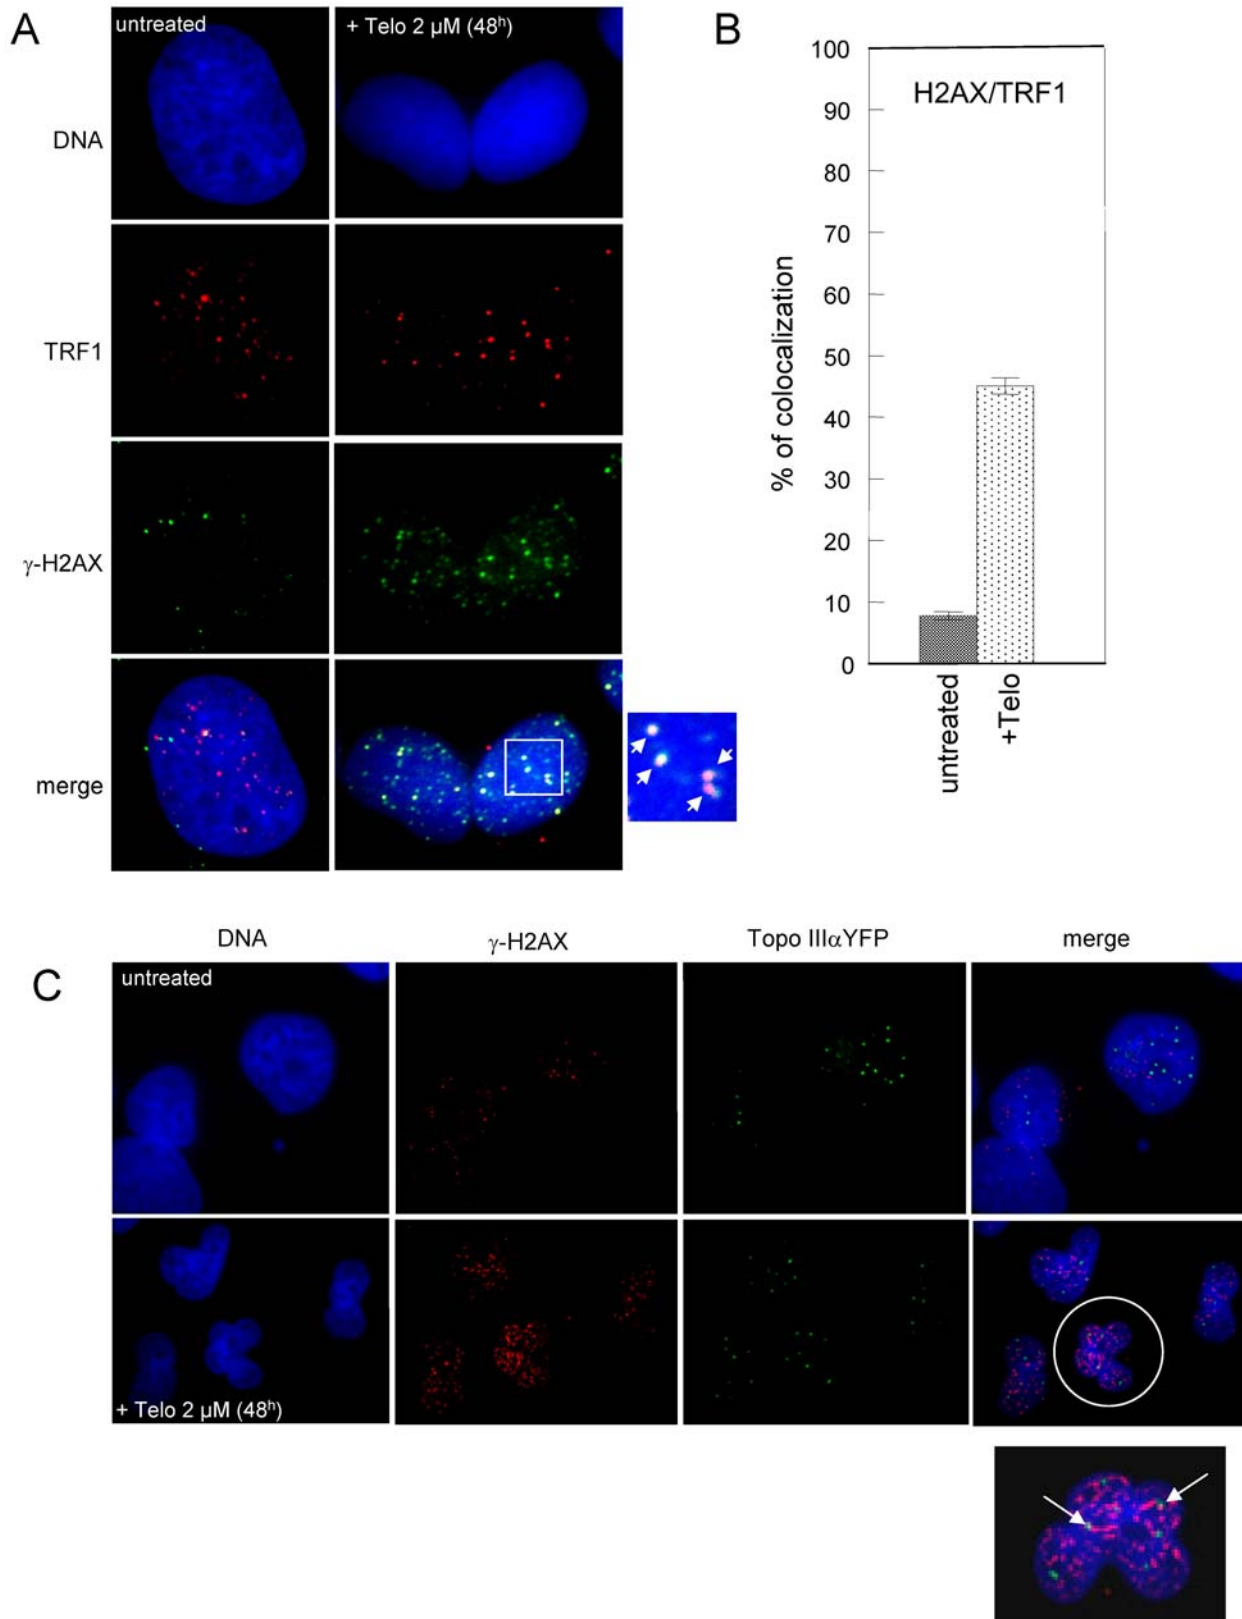 A
untreated
+ Telo 2 μM (48ʰ)
DNA
TRF1
γ-H2AX
merge
B
100
90
80
70
60
50
40
30
20
10
0
% of colocalization
H2AX/TRF1
untreated
+Telo
C
DNA
γ-H2AX
Topo IIIαYFP
merge
untreated
+ Telo 2 μM (48ʰ)